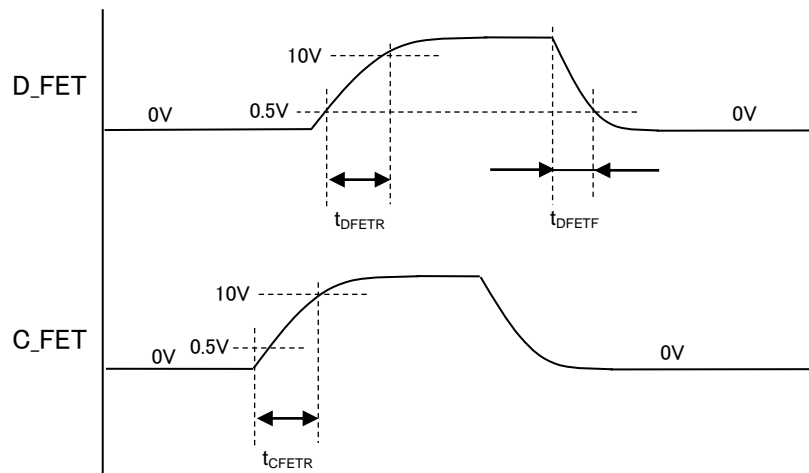 10V
D_FET
0V
0.5V
0V
tDFETR
tDFETF
10V
C_FET
0.5V
0V
0V
tCFETR